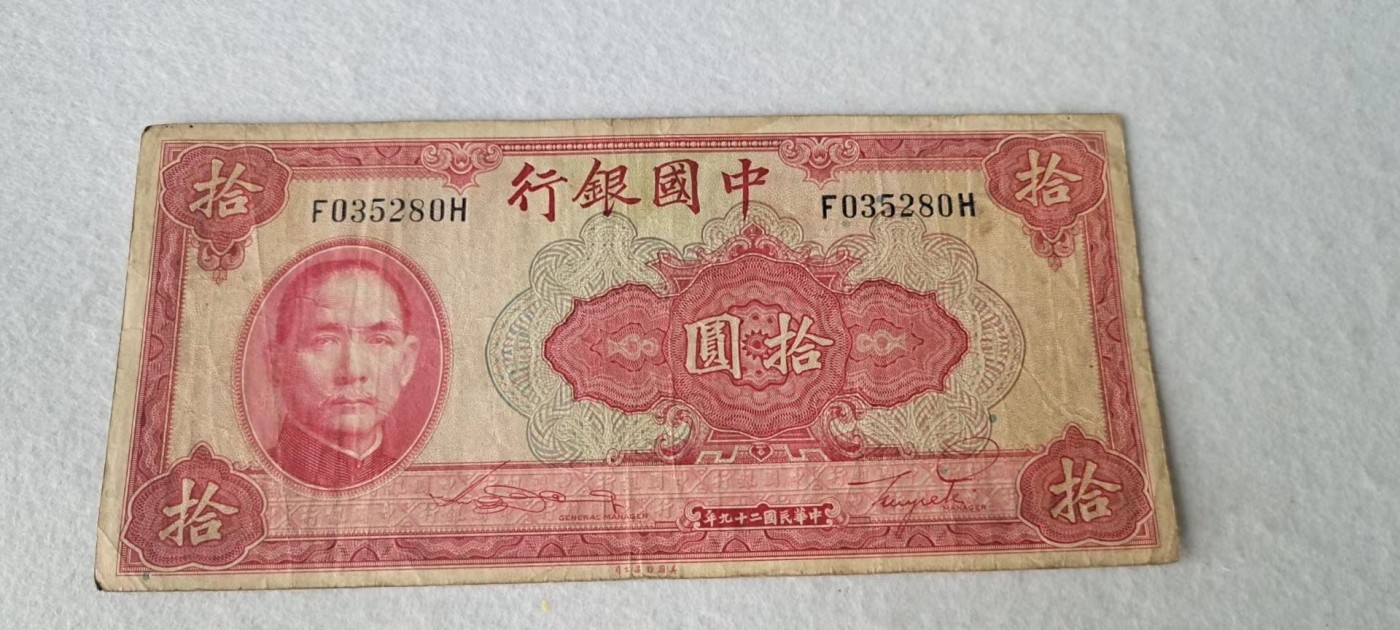 中國銀行
拾 拾
F035280H F035280H
拾圓
拾 拾
GENERAL MANAGER
中華民國二十九年
MANAGER